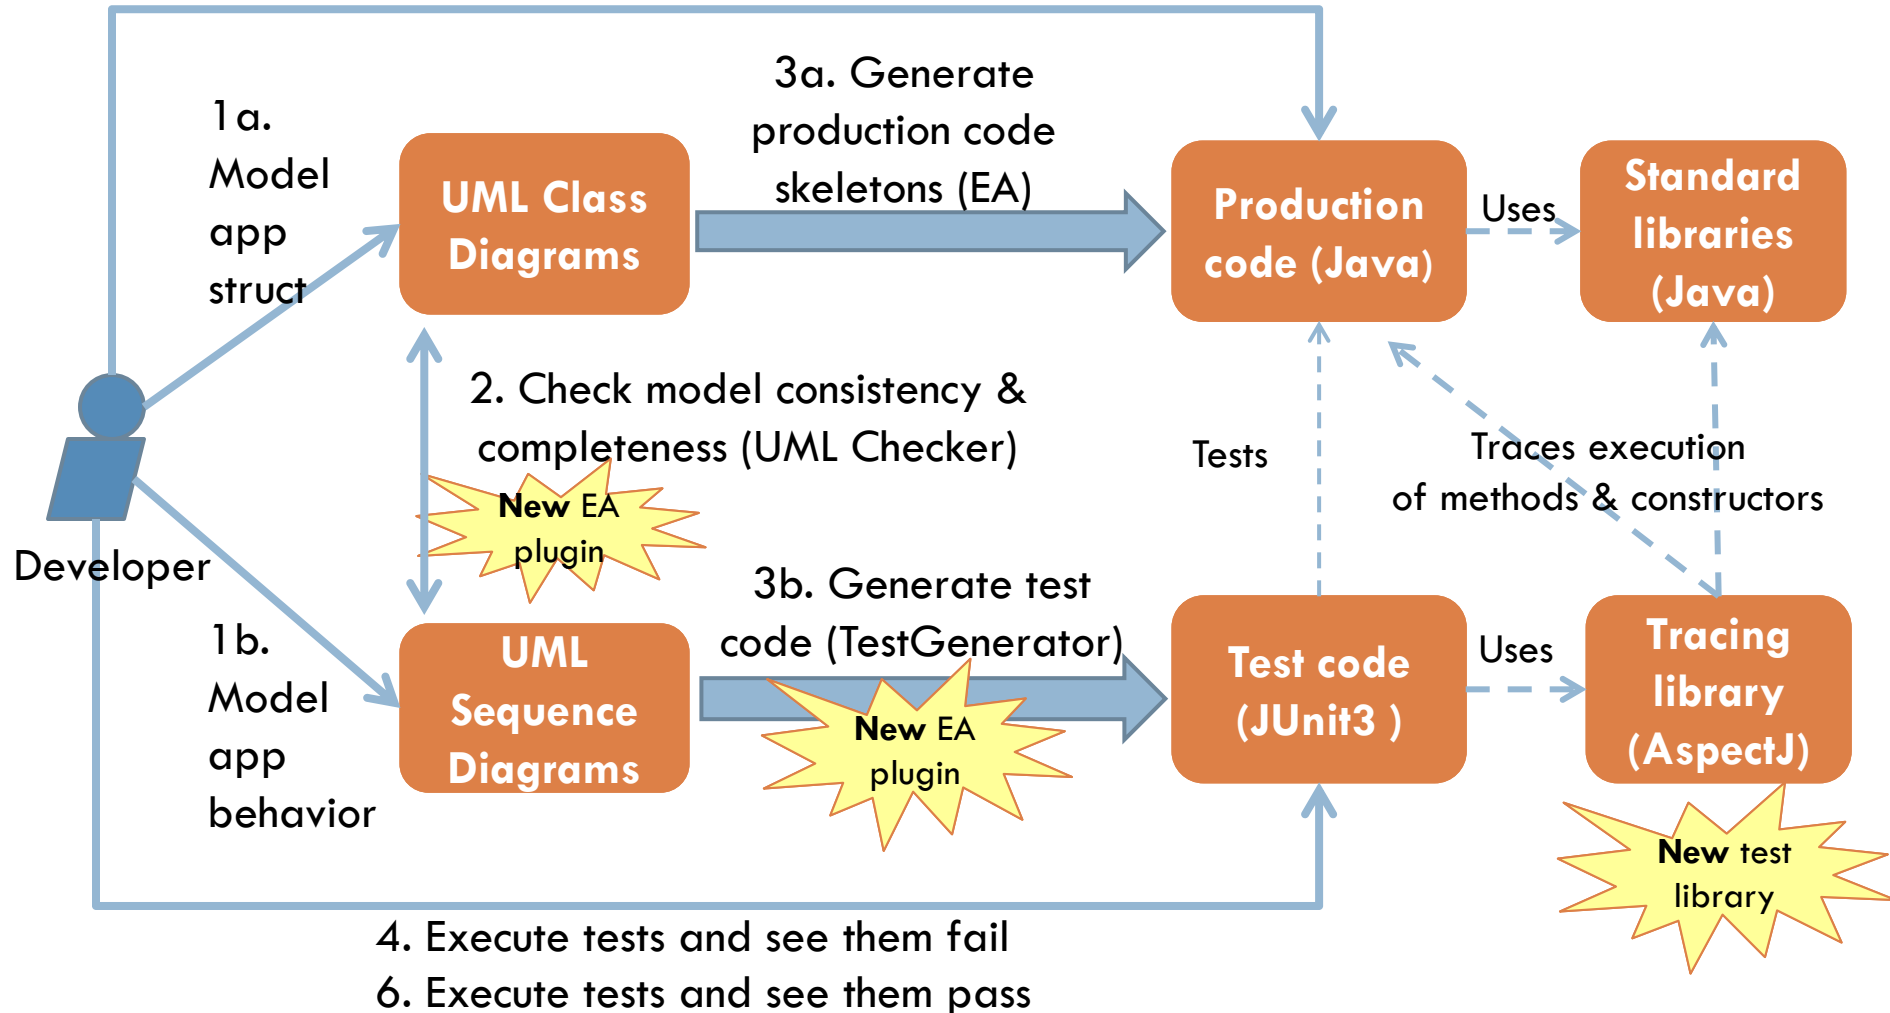 3a. Generate
production code
skeletons (EA)
1a.
Model
app
struct
UML Class
Diagrams
Production
code (Java)
Uses
Standard
libraries
(Java)
2. Check model consistency &
completeness (UML Checker)
New EA
plugin
Tests
Traces execution
of methods & constructors
Developer
1b.
Model
app
behavior
UML
Sequence
Diagrams
3b. Generate test
code (TestGenerator)
New EA
plugin
Test code
(JUnit3 )
Uses
Tracing
library
(AspectJ)
New test
library
4. Execute tests and see them fail
6. Execute tests and see them pass